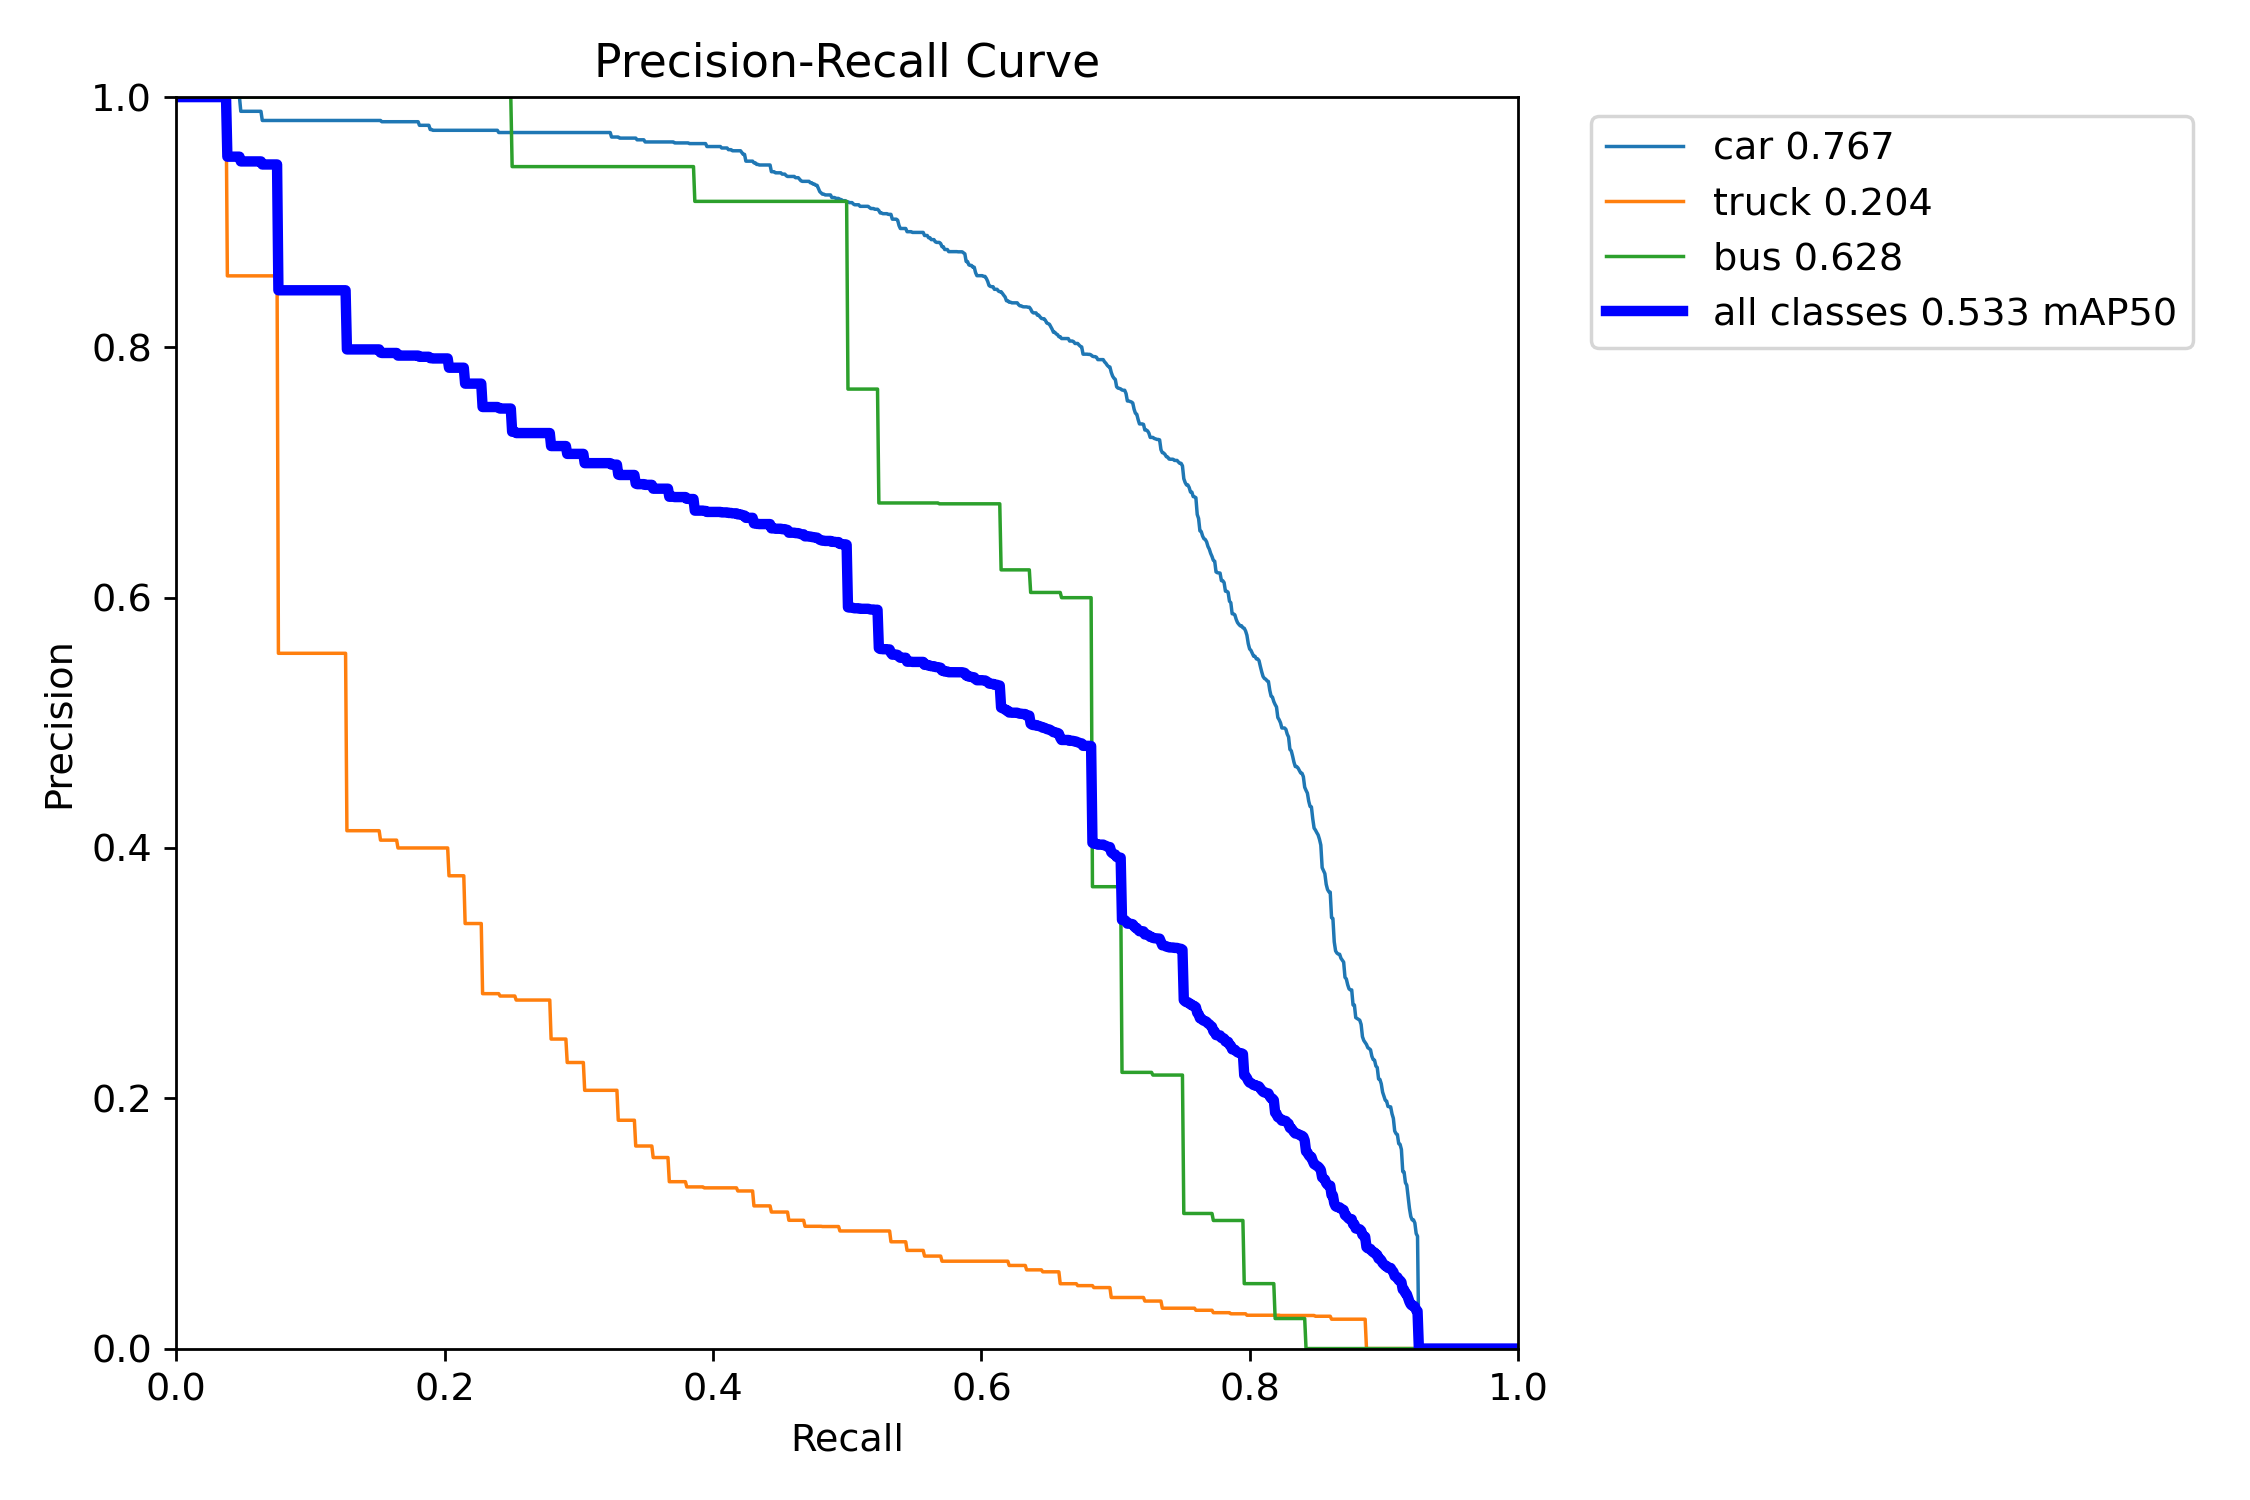 Precision-Recall Curve
1.0
0.8
0.6
0.4
0.2
0.0
Precision
0.0 0.2 0.4 0.6 0.8 1.0
Recall
car 0.767
truck 0.204
bus 0.628
all classes 0.533 mAP50